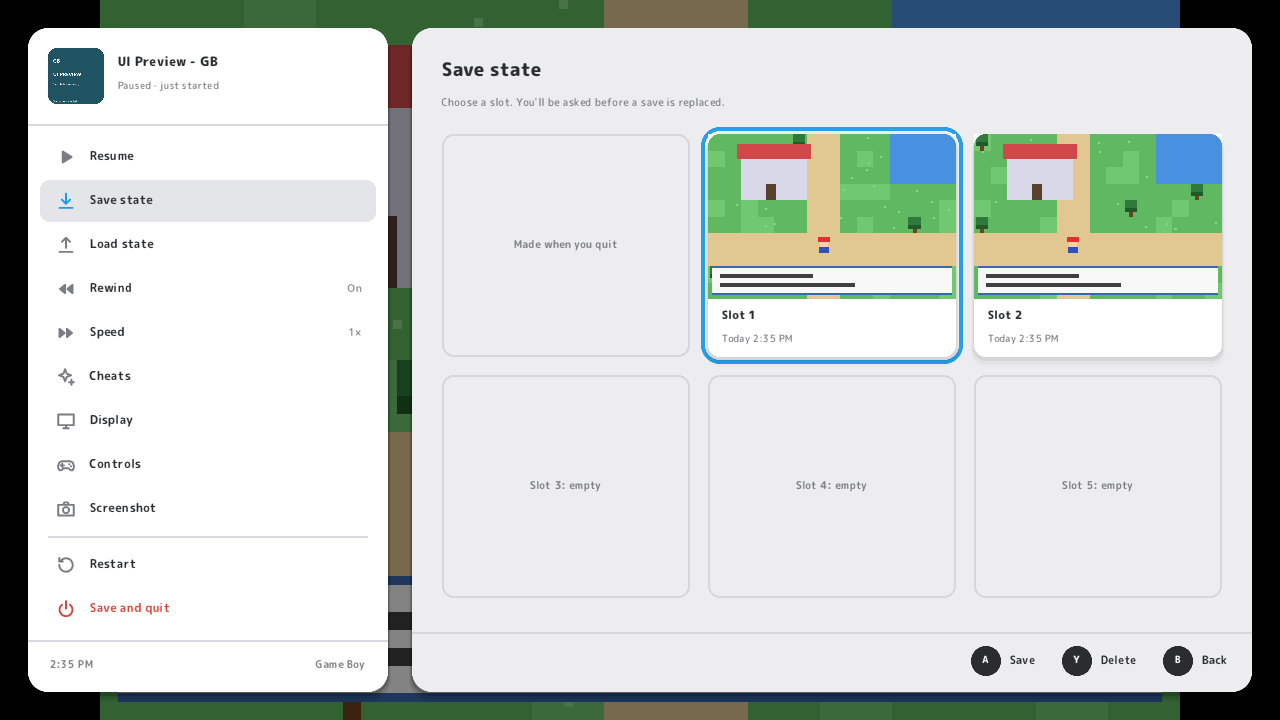 GB
UI Preview
UI Preview - GB
Paused · just started
Resume
Save state
Load state
Rewind
On
Speed
1×
Cheats
Display
Controls
Screenshot
Restart
Save and quit
2:35 PM
Game Boy
Save state
Choose a slot. You'll be asked before a save is replaced.
Made when you quit
Slot 1
Today 2:35 PM
Slot 2
Today 2:35 PM
Slot 3: empty
Slot 4: empty
Slot 5: empty
A Save
Y Delete
B Back